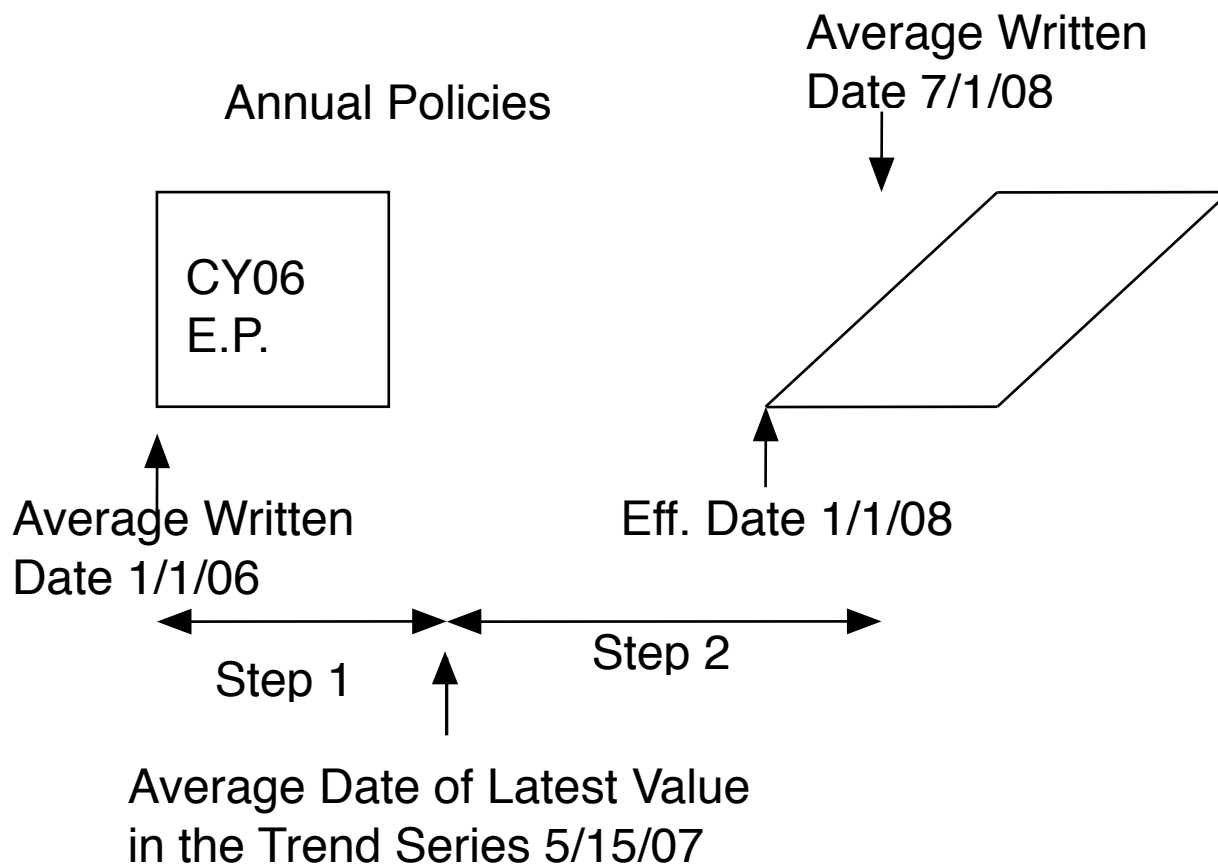 Average Written
Date 7/1/08
Annual Policies
CY06
E.P.
Average Written
Date 1/1/06
Eff. Date 1/1/08
Step 1
Step 2
Average Date of Latest Value
in the Trend Series 5/15/07